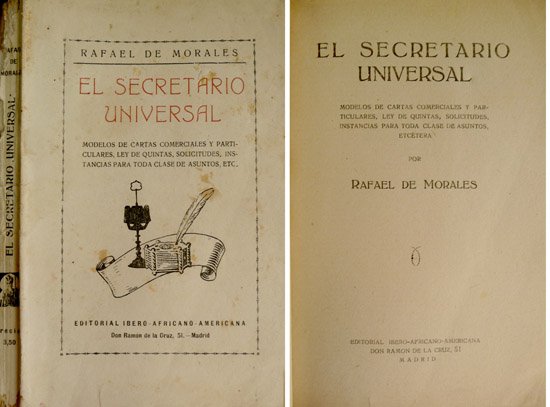 RAFAEL
DE
MORALES
EL SECRETARIO UNIVERSAL
Precio
3,50
RAFAEL DE MORALES
EL SECRETARIO
UNIVERSAL
MODELOS DE CARTAS COMERCIALES Y PARTI-
CULARES, LEY DE QUINTAS, SOLICITUDES, INS-
TANCIAS PARA TODA CLASE DE ASUNTOS, ETC.
EDITORIAL IBERO-AFRICANO-AMERICANA
Don Ramón de la Cruz, 51.-Madrid
EL SECRETARIO
UNIVERSAL
MODELOS DE CARTAS COMERCIALES Y PAR-
TICULARES, LEY DE QUINTAS, SOLICITUDES,
INSTANCIAS PARA TODA CLASE DE ASUNTOS,
ETCÉTERA
POR
RAFAEL DE MORALES
EDITORIAL IBERO-AFRICANO-AMERICANA
DON RAMÓN DE LA CRUZ, 51
MADRID